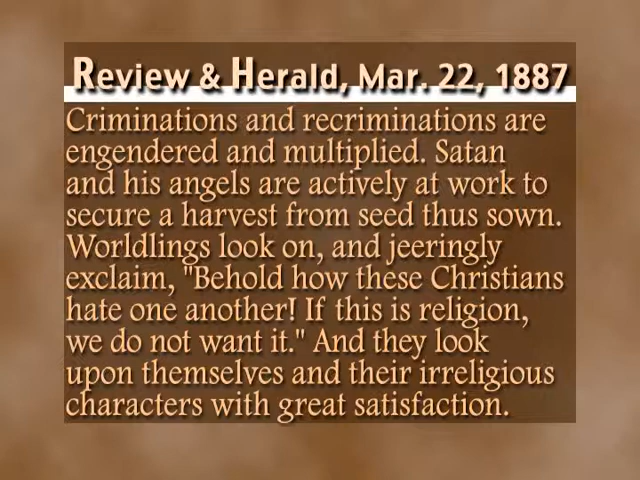 Review & Herald, Mar. 22, 1887
Criminations and recriminations are
engendered and multiplied. Satan
and his angels are actively at work to
secure a harvest from seed thus sown.
Worldlings look on, and jeeringly
exclaim, "Behold how these Christians
hate one another! If this is religion,
we do not want it." And they look
upon themselves and their irreligious
characters with great satisfaction.